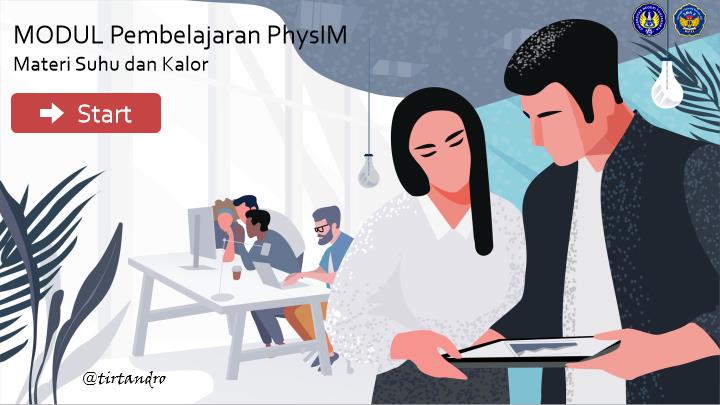 MODUL Pembelajaran PhysIM
Materi Suhu dan Kalor
Start
@tirtandro